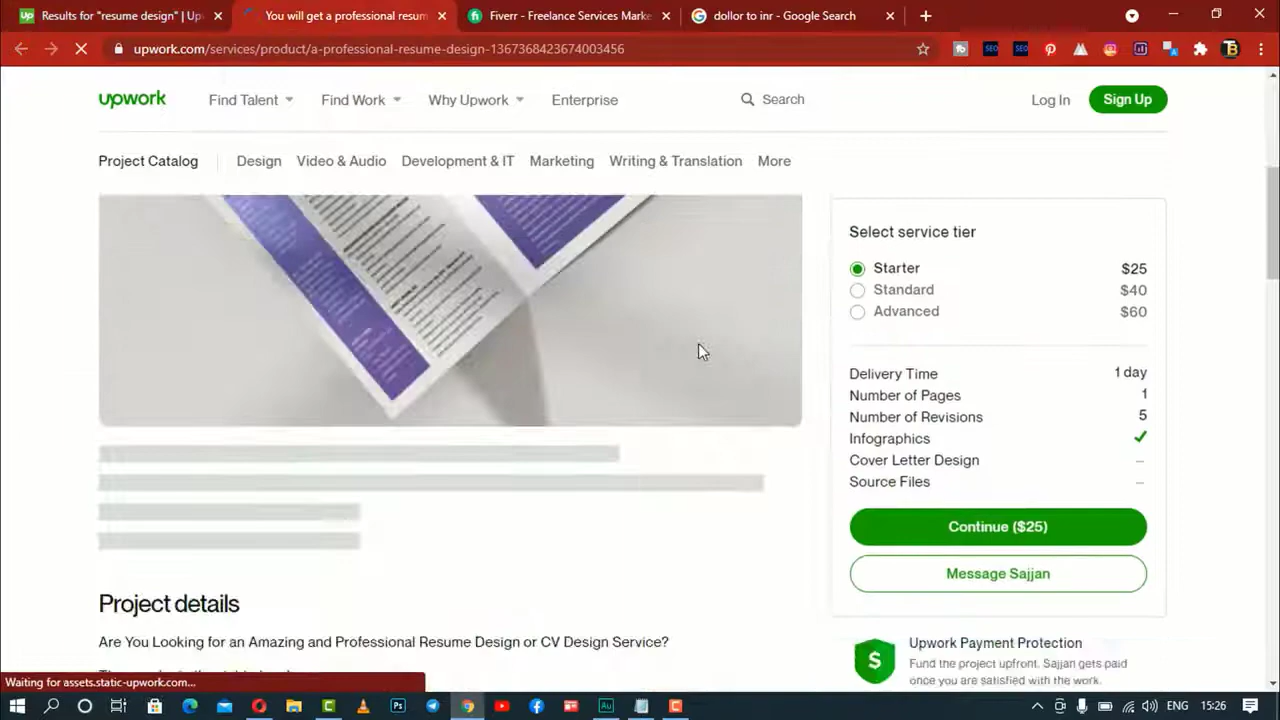 Results for "resume design" | Up
You will get a professional resum
Fiverr - Freelance Services Marke
dollor to inr - Google Search
upwork.com/services/product/a-professional-resume-design-1367368423674003456
upwork
Find Talent
Find Work
Why Upwork
Enterprise
Search
Log In
Sign Up
Project Catalog
Design
Video & Audio
Development & IT
Marketing
Writing & Translation
More
Select service tier
Starter $25
Standard $40
Advanced $60
Delivery Time 1 day
Number of Pages 1
Number of Revisions 5
Infographics
Cover Letter Design –
Source Files –
Continue ($25)
Message Sajjan
Project details
Are You Looking for an Amazing and Professional Resume Design or CV Design Service?
Upwork Payment Protection
Fund the project upfront. Sajjan gets paid
once you are satisfied with the work.
Waiting for assets.static-upwork.com...
ENG
15:26